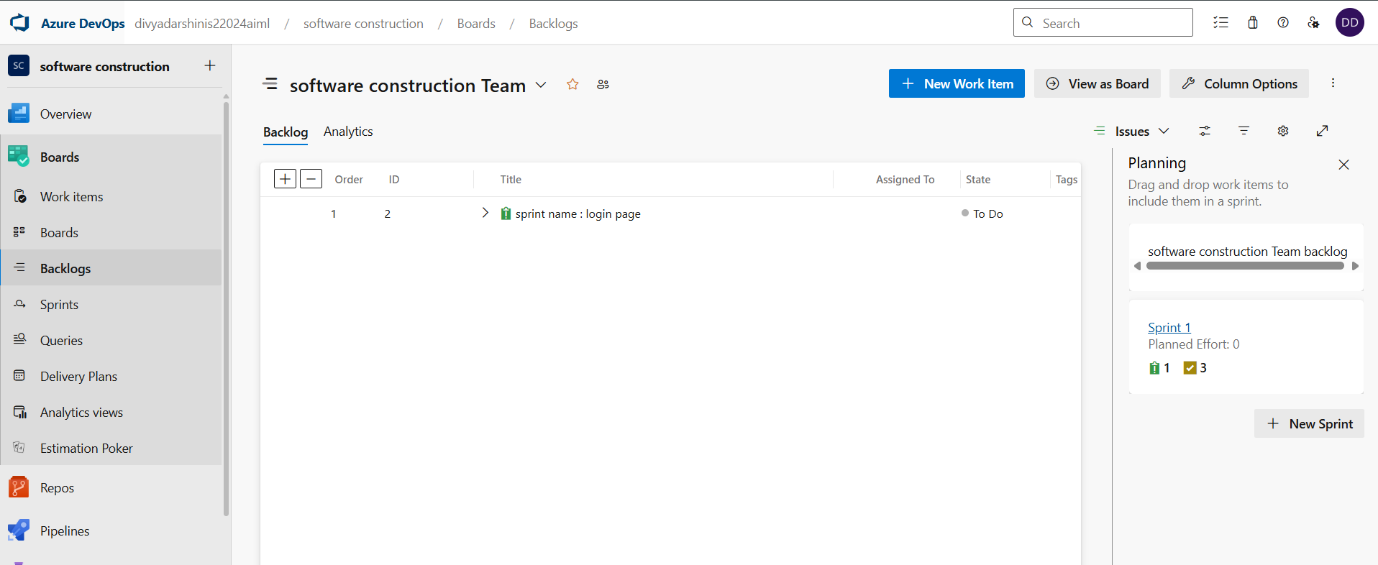 Azure DevOps divyadarshinis22024aiml / software construction / Boards / Backlogs Search DD
SC software construction
software construction Team New Work Item View as Board Column Options
Overview
Backlog Analytics Issues
Boards
Planning
Drag and drop work items to
include them in a sprint.
Order ID Title Assigned To State Tags
Work items
1 2 sprint name : login page To Do
Boards
software construction Team backlog
Backlogs
Sprints
Sprint 1
Planned Effort: 0
1 3
Queries
Delivery Plans
Analytics views
New Sprint
Estimation Poker
Repos
Pipelines